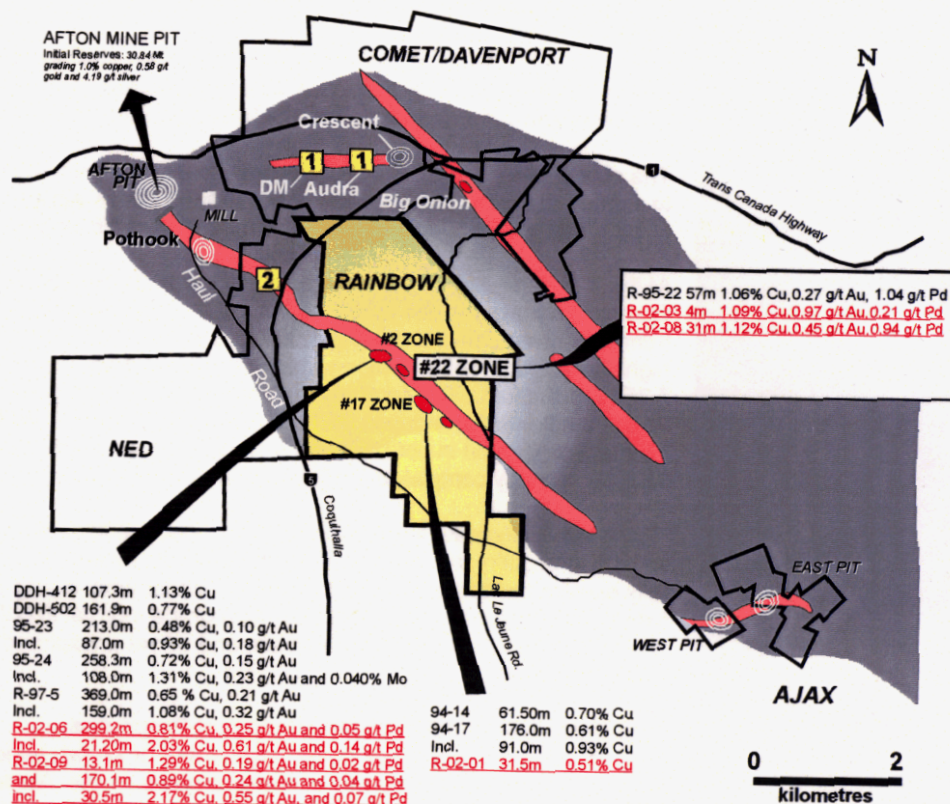 AFTON MINE PIT
Initial Reserves: 30.84 Mt
grading 1.0% copper, 0.58 g/t
gold and 4.19 g/t silver
COMET/DAVENPORT
N
Crescent
1
1
DM
Audra
Big Onion
1
Trans Canada Highway
AFTON
PIT
MILL
Pothook
Haul
Road
2
RAINBOW
#2 ZONE
#22 ZONE
#17 ZONE
R-95-22 57m 1.06% Cu, 0.27 g/t Au, 1.04 g/t Pd
R-02-03 4m 1.09% Cu, 0.97 g/t Au, 0.21 g/t Pd
R-02-08 31m 1.12% Cu, 0.45 g/t Au, 0.94 g/t Pd
NED
5
Coquihalla
Lac Le Jeune Rd.
EAST PIT
WEST PIT
AJAX
DDH-412 107.3m 1.13% Cu
DDH-502 161.9m 0.77% Cu
95-23 213.0m 0.48% Cu, 0.10 g/t Au
Incl. 87.0m 0.93% Cu, 0.18 g/t Au
95-24 258.3m 0.72% Cu, 0.15 g/t Au
Incl. 108.0m 1.31% Cu, 0.23 g/t Au and 0.040% Mo
R-97-5 369.0m 0.65 % Cu, 0.21 g/t Au
Incl. 159.0m 1.08% Cu, 0.32 g/t Au
R-02-06 299.2m 0.81% Cu, 0.25 g/t Au and 0.05 g/t Pd
Incl. 21.20m 2.03% Cu, 0.61 g/t Au and 0.14 g/t Pd
R-02-09 13.1m 1.29% Cu, 0.19 g/t Au and 0.02 g/t Pd
and 170.1m 0.89% Cu, 0.24 g/t Au and 0.04 g/t Pd
incl. 30.5m 2.17% Cu, 0.55 g/t Au, and 0.07 g/t Pd
94-14 61.50m 0.70% Cu
94-17 176.0m 0.61% Cu
Incl. 91.0m 0.93% Cu
R-02-01 31.5m 0.51% Cu
0 2
kilometres